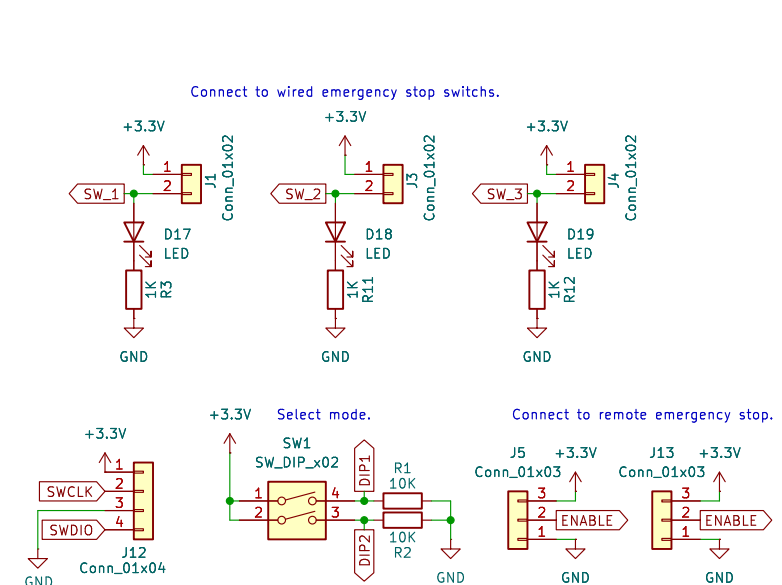 Connect to wired emergency stop switchs.
+3.3V
1
2
J1
Conn_01x02
SW_1
D17
LED
1K
R3
GND
+3.3V
1
2
J3
Conn_01x02
SW_2
D18
LED
1K
R11
GND
+3.3V
1
2
J4
Conn_01x02
SW_3
D19
LED
1K
R12
GND
+3.3V
1
SWCLK
2
3
SWDIO
4
J12
Conn_01x04
GND
Select mode.
+3.3V
SW1
SW_DIP_x02
1
2
4
3
DIP1
DIP2
R1
10K
10K
R2
GND
Connect to remote emergency stop.
J5
Conn_01x03
+3.3V
3
2
1
ENABLE
GND
J13
Conn_01x03
+3.3V
3
2
1
ENABLE
GND